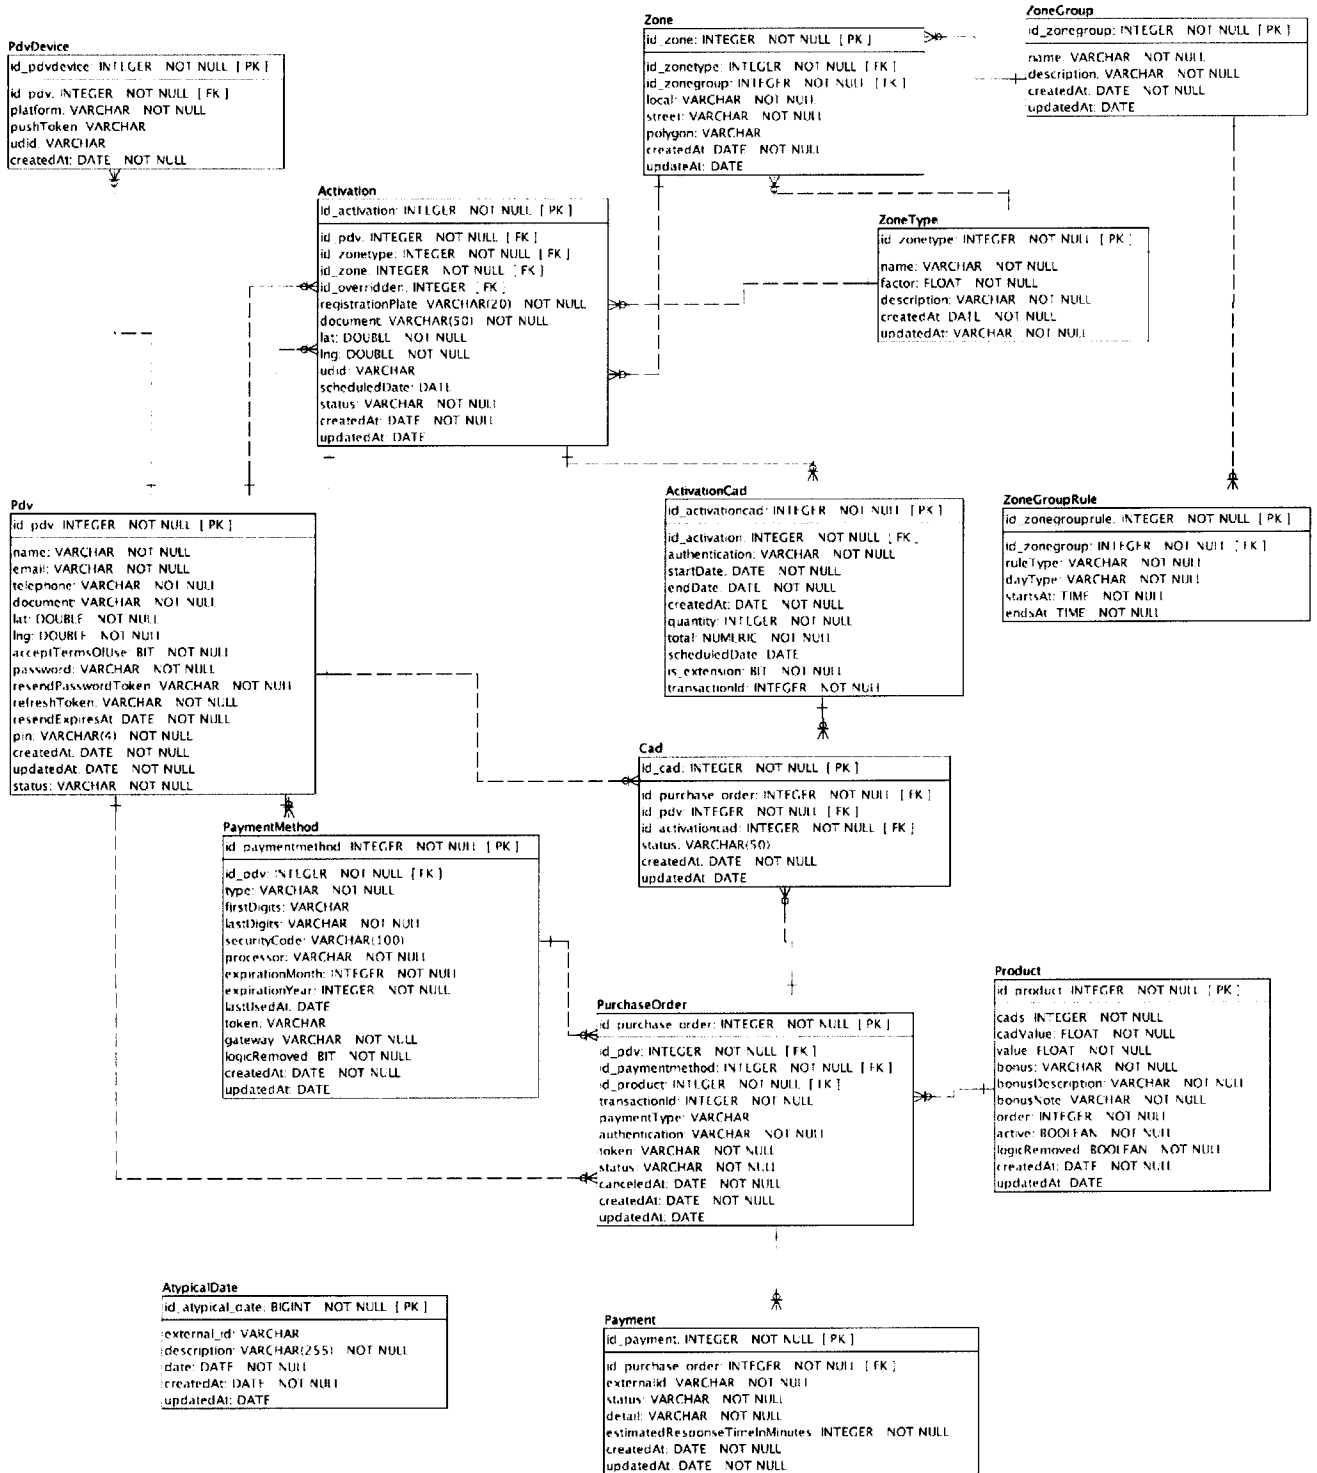 PdvDevice
id_pdvdevice: INTEGER NOT NULL [ PK ]
id_pdv: INTEGER NOT NULL [ FK ]
platform: VARCHAR NOT NULL
pushToken: VARCHAR
udid: VARCHAR
createdAt: DATE NOT NULL
Zone
id_zone: INTEGER NOT NULL [ PK ]
id_zonetype: INTEGER NOT NULL [ FK ]
id_zonegroup: INTEGER NOT NULL [ FK ]
local: VARCHAR NOT NULL
street: VARCHAR NOT NULL
polygon: VARCHAR
createdAt: DATE NOT NULL
updateAt: DATE
ZoneGroup
id_zonegroup: INTEGER NOT NULL [ PK ]
name: VARCHAR NOT NULL
description: VARCHAR NOT NULL
createdAt: DATE NOT NULL
updatedAt: DATE
Activation
id_activation: INTEGER NOT NULL [ PK ]
id_pdv: INTEGER NOT NULL [ FK ]
id_zonetype: INTEGER NOT NULL [ FK ]
id_zone: INTEGER NOT NULL [ FK ]
id_overridden: INTEGER [ FK ]
registrationPlate: VARCHAR(20) NOT NULL
document: VARCHAR(50) NOT NULL
lat: DOUBLE NOT NULL
lng: DOUBLE NOT NULL
udid: VARCHAR
scheduledDate: DATE
status: VARCHAR NOT NULL
createdAt: DATE NOT NULL
updatedAt: DATE
ZoneType
id_zonetype: INTEGER NOT NULL [ PK ]
name: VARCHAR NOT NULL
factor: FLOAT NOT NULL
description: VARCHAR NOT NULL
createdAt: DATE NOT NULL
updatedAt: VARCHAR NOT NULL
Pdv
id_pdv: INTEGER NOT NULL [ PK ]
name: VARCHAR NOT NULL
email: VARCHAR NOT NULL
telephone: VARCHAR NOT NULL
document: VARCHAR NOT NULL
lat: DOUBLE NOT NULL
lng: DOUBLE NOT NULL
acceptTermsOfUse: BIT NOT NULL
password: VARCHAR NOT NULL
resendPasswordToken: VARCHAR NOT NULL
refreshToken: VARCHAR NOT NULL
resendExpiresAt: DATE NOT NULL
pin: VARCHAR(4) NOT NULL
createdAt: DATE NOT NULL
updatedAt: DATE NOT NULL
status: VARCHAR NOT NULL
ActivationCad
id_activationcad: INTEGER NOT NULL [ PK ]
id_activation: INTEGER NOT NULL [ FK ]
authentication: VARCHAR NOT NULL
startDate: DATE NOT NULL
endDate: DATE NOT NULL
createdAt: DATE NOT NULL
quantity: INTEGER NOT NULL
total: NUMERIC NOT NULL
scheduledDate: DATE
is_extension: BIT NOT NULL
transactionId: INTEGER NOT NULL
ZoneGroupRule
id_zonegrouprule: INTEGER NOT NULL [ PK ]
id_zonegroup: INTEGER NOT NULL [ FK ]
ruleType: VARCHAR NOT NULL
dayType: VARCHAR NOT NULL
startsAt: TIME NOT NULL
endsAt: TIME NOT NULL
Cad
id_cad: INTEGER NOT NULL [ PK ]
id_purchase_order: INTEGER NOT NULL [ FK ]
id_pdv: INTEGER NOT NULL [ FK ]
id_activationcad: INTEGER NOT NULL [ FK ]
status: VARCHAR(50)
createdAt: DATE NOT NULL
updatedAt: DATE
PaymentMethod
id_paymentmethod: INTEGER NOT NULL [ PK ]
id_pdv: INTEGER NOT NULL [ FK ]
type: VARCHAR NOT NULL
firstDigits: VARCHAR
lastDigits: VARCHAR NOT NULL
securityCode: VARCHAR(100)
processor: VARCHAR NOT NULL
expirationMonth: INTEGER NOT NULL
expirationYear: INTEGER NOT NULL
lastUsedAt: DATE
token: VARCHAR
gateway: VARCHAR NOT NULL
logicRemoved: BIT NOT NULL
createdAt: DATE NOT NULL
updatedAt: DATE
PurchaseOrder
id_purchase_order: INTEGER NOT NULL [ PK ]
id_pdv: INTEGER NOT NULL [ FK ]
id_paymentmethod: INTEGER NOT NULL [ FK ]
id_product: INTEGER NOT NULL [ FK ]
transactionId: INTEGER NOT NULL
paymentType: VARCHAR
authentication: VARCHAR NOT NULL
token: VARCHAR NOT NULL
status: VARCHAR NOT NULL
canceledAt: DATE NOT NULL
createdAt: DATE NOT NULL
updatedAt: DATE
Product
id_product: INTEGER NOT NULL [ PK ]
cads: INTEGER NOT NULL
cadValue: FLOAT NOT NULL
value: FLOAT NOT NULL
bonus: VARCHAR NOT NULL
bonusDescription: VARCHAR NOT NULL
bonusNote: VARCHAR NOT NULL
order: INTEGER NOT NULL
active: BOOLEAN NOT NULL
logicRemoved: BOOLEAN NOT NULL
createdAt: DATE NOT NULL
updatedAt: DATE
AtypicalDate
id_atypical_date: BIGINT NOT NULL [ PK ]
external_id: VARCHAR
description: VARCHAR(255) NOT NULL
date: DATE NOT NULL
createdAt: DATE NOT NULL
updatedAt: DATE
Payment
id_payment: INTEGER NOT NULL [ PK ]
id_purchase_order: INTEGER NOT NULL [ FK ]
externalId: VARCHAR NOT NULL
status: VARCHAR NOT NULL
detail: VARCHAR NOT NULL
estimatedResponseTimeInMinutes: INTEGER NOT NULL
createdAt: DATE NOT NULL
updatedAt: DATE NOT NULL